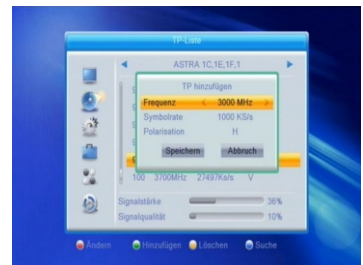 TP-Liste
ASTRA 1C,1E,1F,1
TP hinzufügen
Frequenz 3000 MHz
Symbolrate 1000 KS/s
Polarisation H
Speichern Abbruch
100 3700MHz 27497Ks/s V
Signalstärke 36%
Signalqualität 10%
Ändern Hinzufügen Löschen Suche